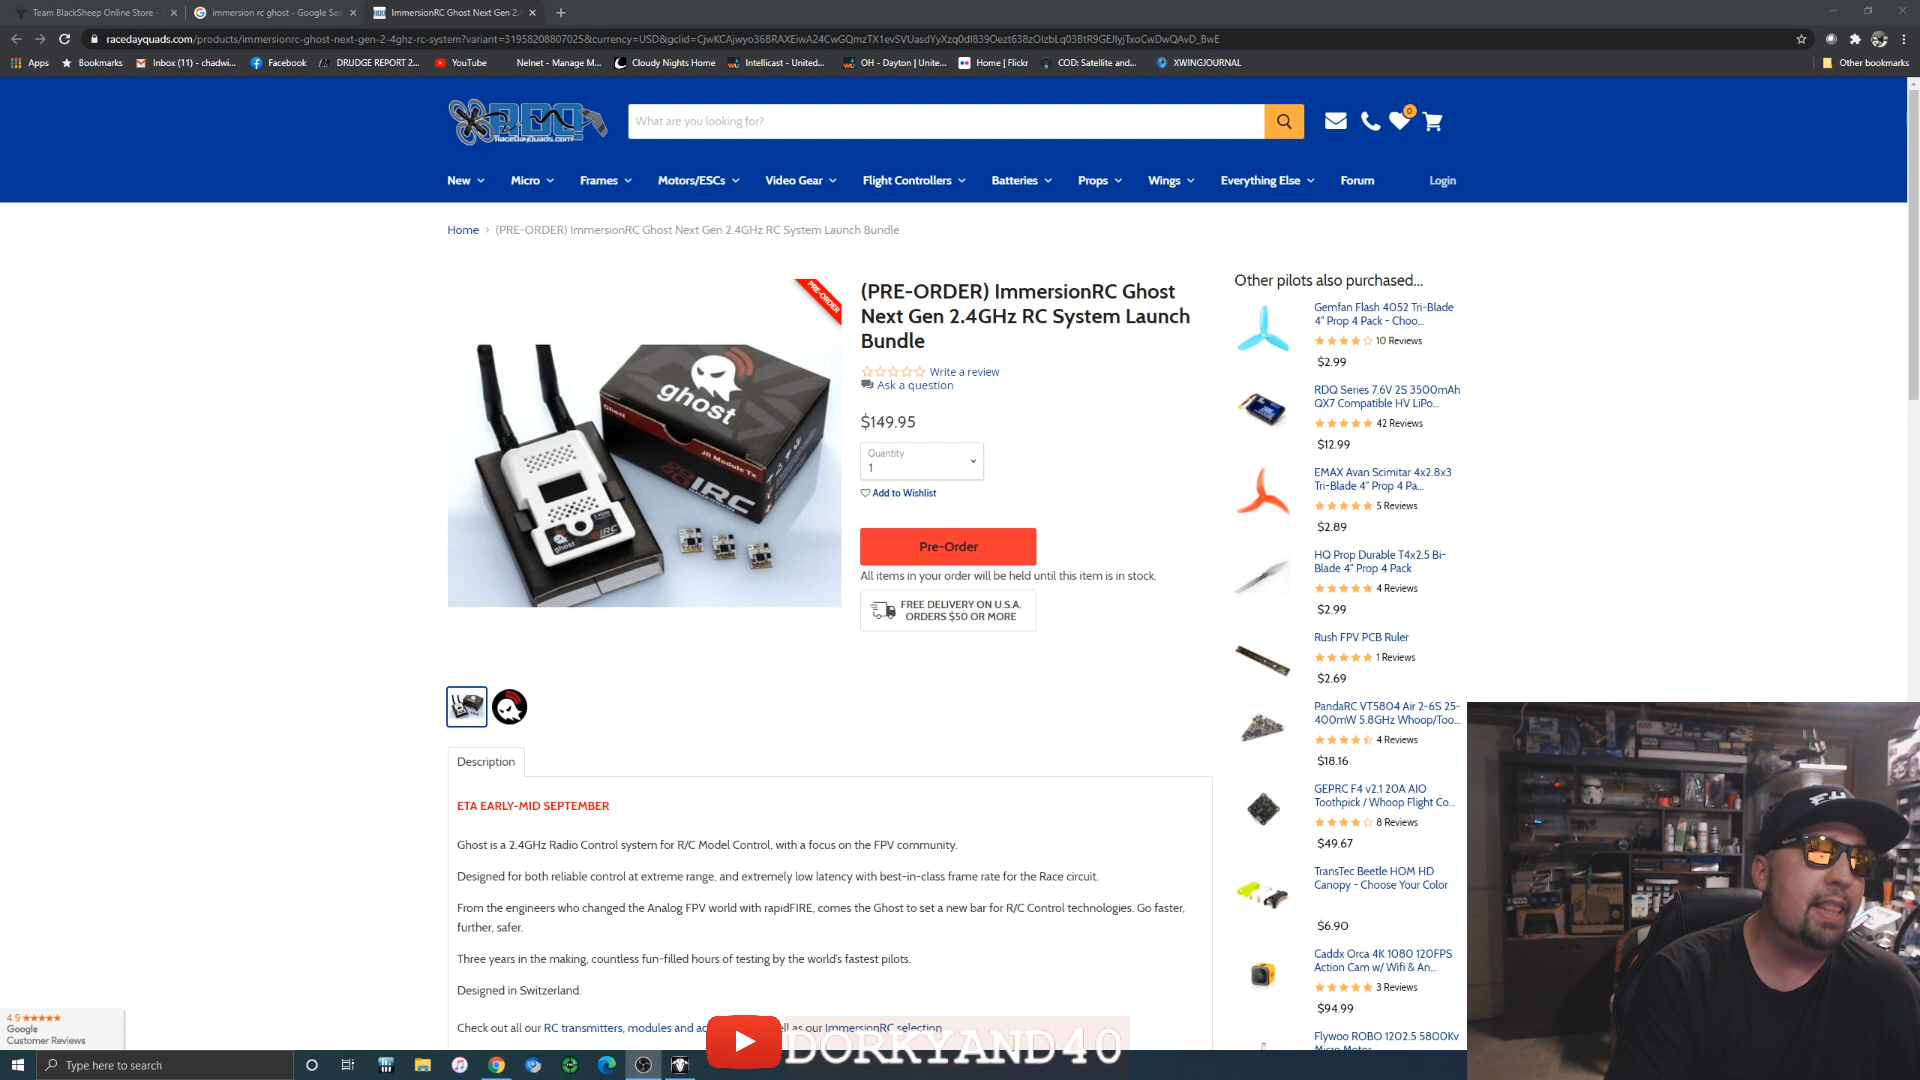 Team BlackSheep Online Store -
immersion rc ghost - Google Sea
ImmersionRC Ghost Next Gen 2.4
racedayquads.com/products/immersionrc-ghost-next-gen-2-4ghz-rc-system?variant=31958208807025&currency=USD&gclid=
Apps
Bookmarks
Inbox (11) - chadwi...
Facebook
DRUDGE REPORT 2...
YouTube
Nelnet - Manage M...
Cloudy Nights Home
Intellicast - United...
OH - Dayton | Unite...
Home | Flickr
COD: Satellite and...
XWINGJOURNAL
Other bookmarks
RDQ
RaceDayQuads.com
What are you looking for?
0
New
Micro
Frames
Motors/ESCs
Video Gear
Flight Controllers
Batteries
Props
Wings
Everything Else
Forum
Login
Home › (PRE-ORDER) ImmersionRC Ghost Next Gen 2.4GHz RC System Launch Bundle
PRE-ORDER
ghost
Ghost
JR Module Tx
IRC
ghost
(PRE-ORDER) ImmersionRC Ghost
Next Gen 2.4GHz RC System Launch
Bundle
Write a review
Ask a question
$149.95
Quantity
1
Add to Wishlist
Pre-Order
All items in your order will be held until this item is in stock.
FREE DELIVERY ON U.S.A.
ORDERS $50 OR MORE
Other pilots also purchased...
Gemfan Flash 4052 Tri-Blade
4" Prop 4 Pack - Choo...
10 Reviews
$2.99
RDQ Series 7.6V 2S 3500mAh
QX7 Compatible HV LiPo...
42 Reviews
$12.99
EMAX Avan Scimitar 4x2.8x3
Tri-Blade 4" Prop 4 Pa...
5 Reviews
$2.89
HQ Prop Durable T4x2.5 Bi-
Blade 4" Prop 4 Pack
4 Reviews
$2.99
Rush FPV PCB Ruler
1 Reviews
$2.69
PandaRC VT5804 Air 2-6S 25-
400mW 5.8GHz Whoop/Too...
4 Reviews
$18.16
GEPRC F4 v2.1 20A AIO
Toothpick / Whoop Flight Co...
8 Reviews
$49.67
TransTec Beetle HOM HD
Canopy - Choose Your Color
$6.90
Caddx Orca 4K 1080 120FPS
Action Cam w/ Wifi & An...
3 Reviews
$94.99
Flywoo ROBO 1202.5 5800Kv
Micro Motor
Description
ETA EARLY-MID SEPTEMBER
Ghost is a 2.4GHz Radio Control system for R/C Model Control, with a focus on the FPV community.
Designed for both reliable control at extreme range, and extremely low latency with best-in-class frame rate for the Race circuit.
From the engineers who changed the Analog FPV world with rapidFIRE, comes the Ghost to set a new bar for R/C Control technologies. Go faster,
further, safer.
Three years in the making, countless fun-filled hours of testing by the world's fastest pilots.
Designed in Switzerland.
Check out all our RC transmitters, modules and ac
l as our ImmersionRC selection
4.9
Google
Customer Reviews
DORKYAND40
Type here to search